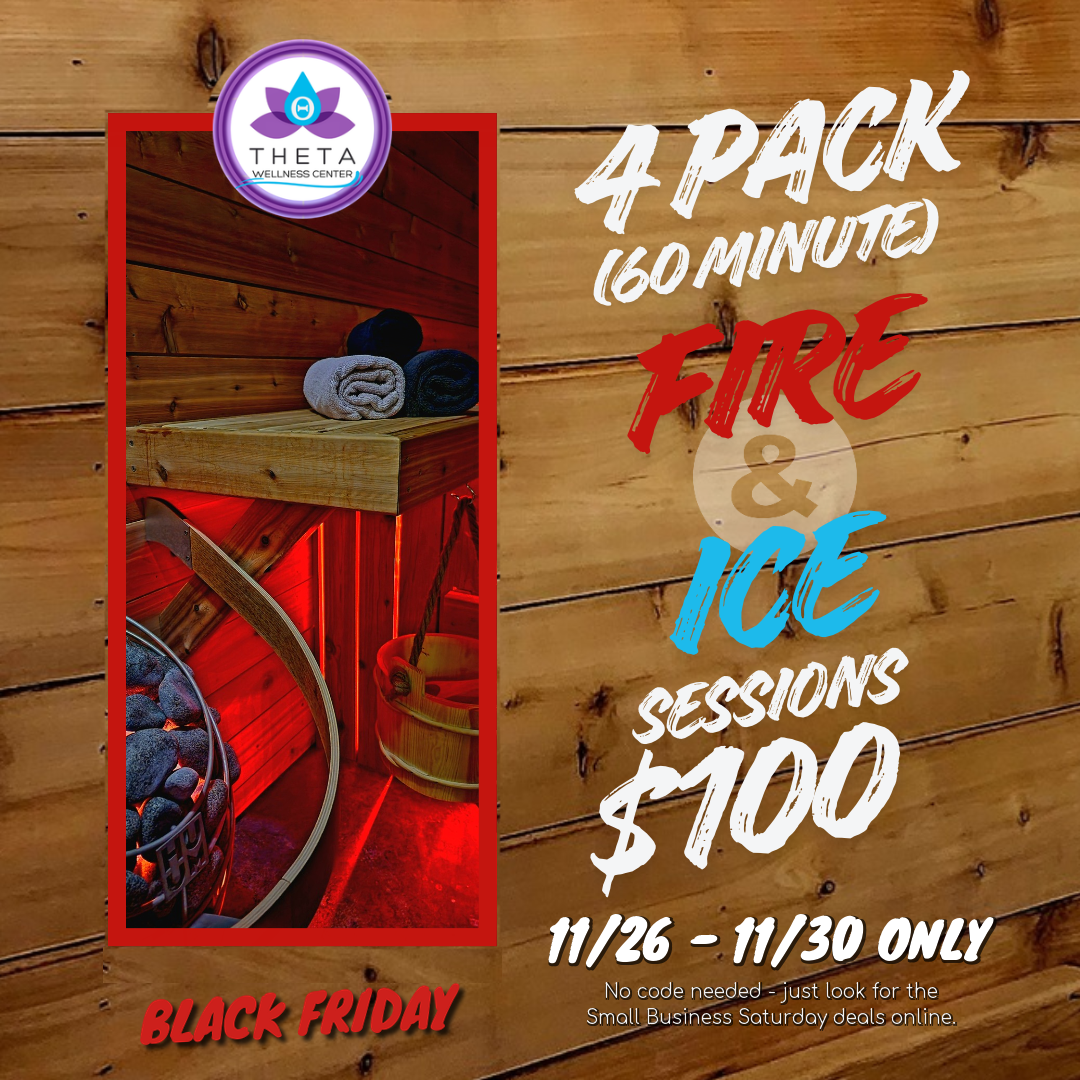 Θ
THETA
WELLNESS CENTER
4 PACK
(60 MINUTE)
FIRE
&
ICE
SESSIONS
$100
11/26 - 11/30 ONLY
No code needed - just look for the
Small Business Saturday deals online.
BLACK FRIDAY
HUUM